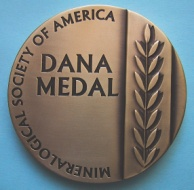 MINERALOGICAL SOCIETY OF AMERICA
DANA
MEDAL